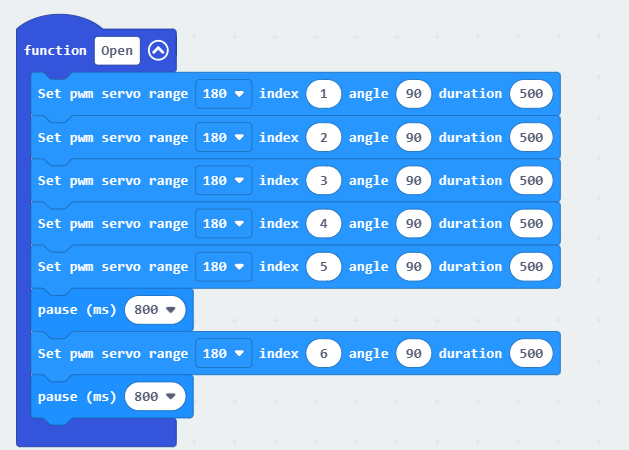 function Open
Set pwm servo range 180 index 1 angle 90 duration 500
Set pwm servo range 180 index 2 angle 90 duration 500
Set pwm servo range 180 index 3 angle 90 duration 500
Set pwm servo range 180 index 4 angle 90 duration 500
Set pwm servo range 180 index 5 angle 90 duration 500
pause (ms) 800
Set pwm servo range 180 index 6 angle 90 duration 500
pause (ms) 800